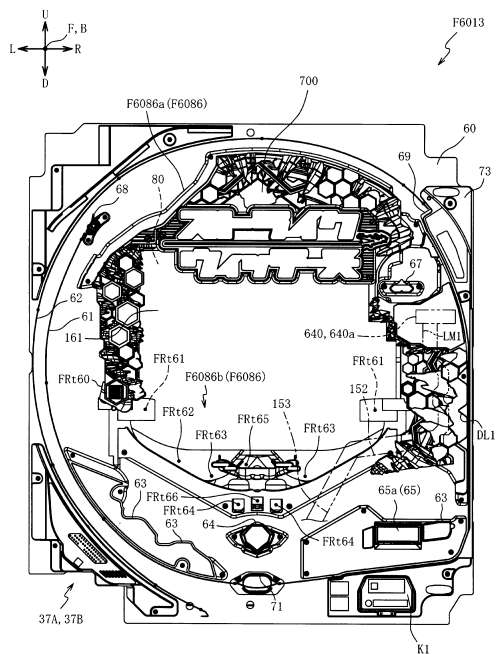 U
F, B
L
R
D
F6013
F6086a (F6086)
700
60
80
69
73
68
67
62
61
161
640, 640a
LM1
FRt60
FRt61
F6086b(F6086)
FRt61
152
FRt62
FRt65
153
FRt63
FRt63
DL1
FRt66
63
FRt64
63
64
65a (65)
63
FRt64
71
37A, 37B
K1